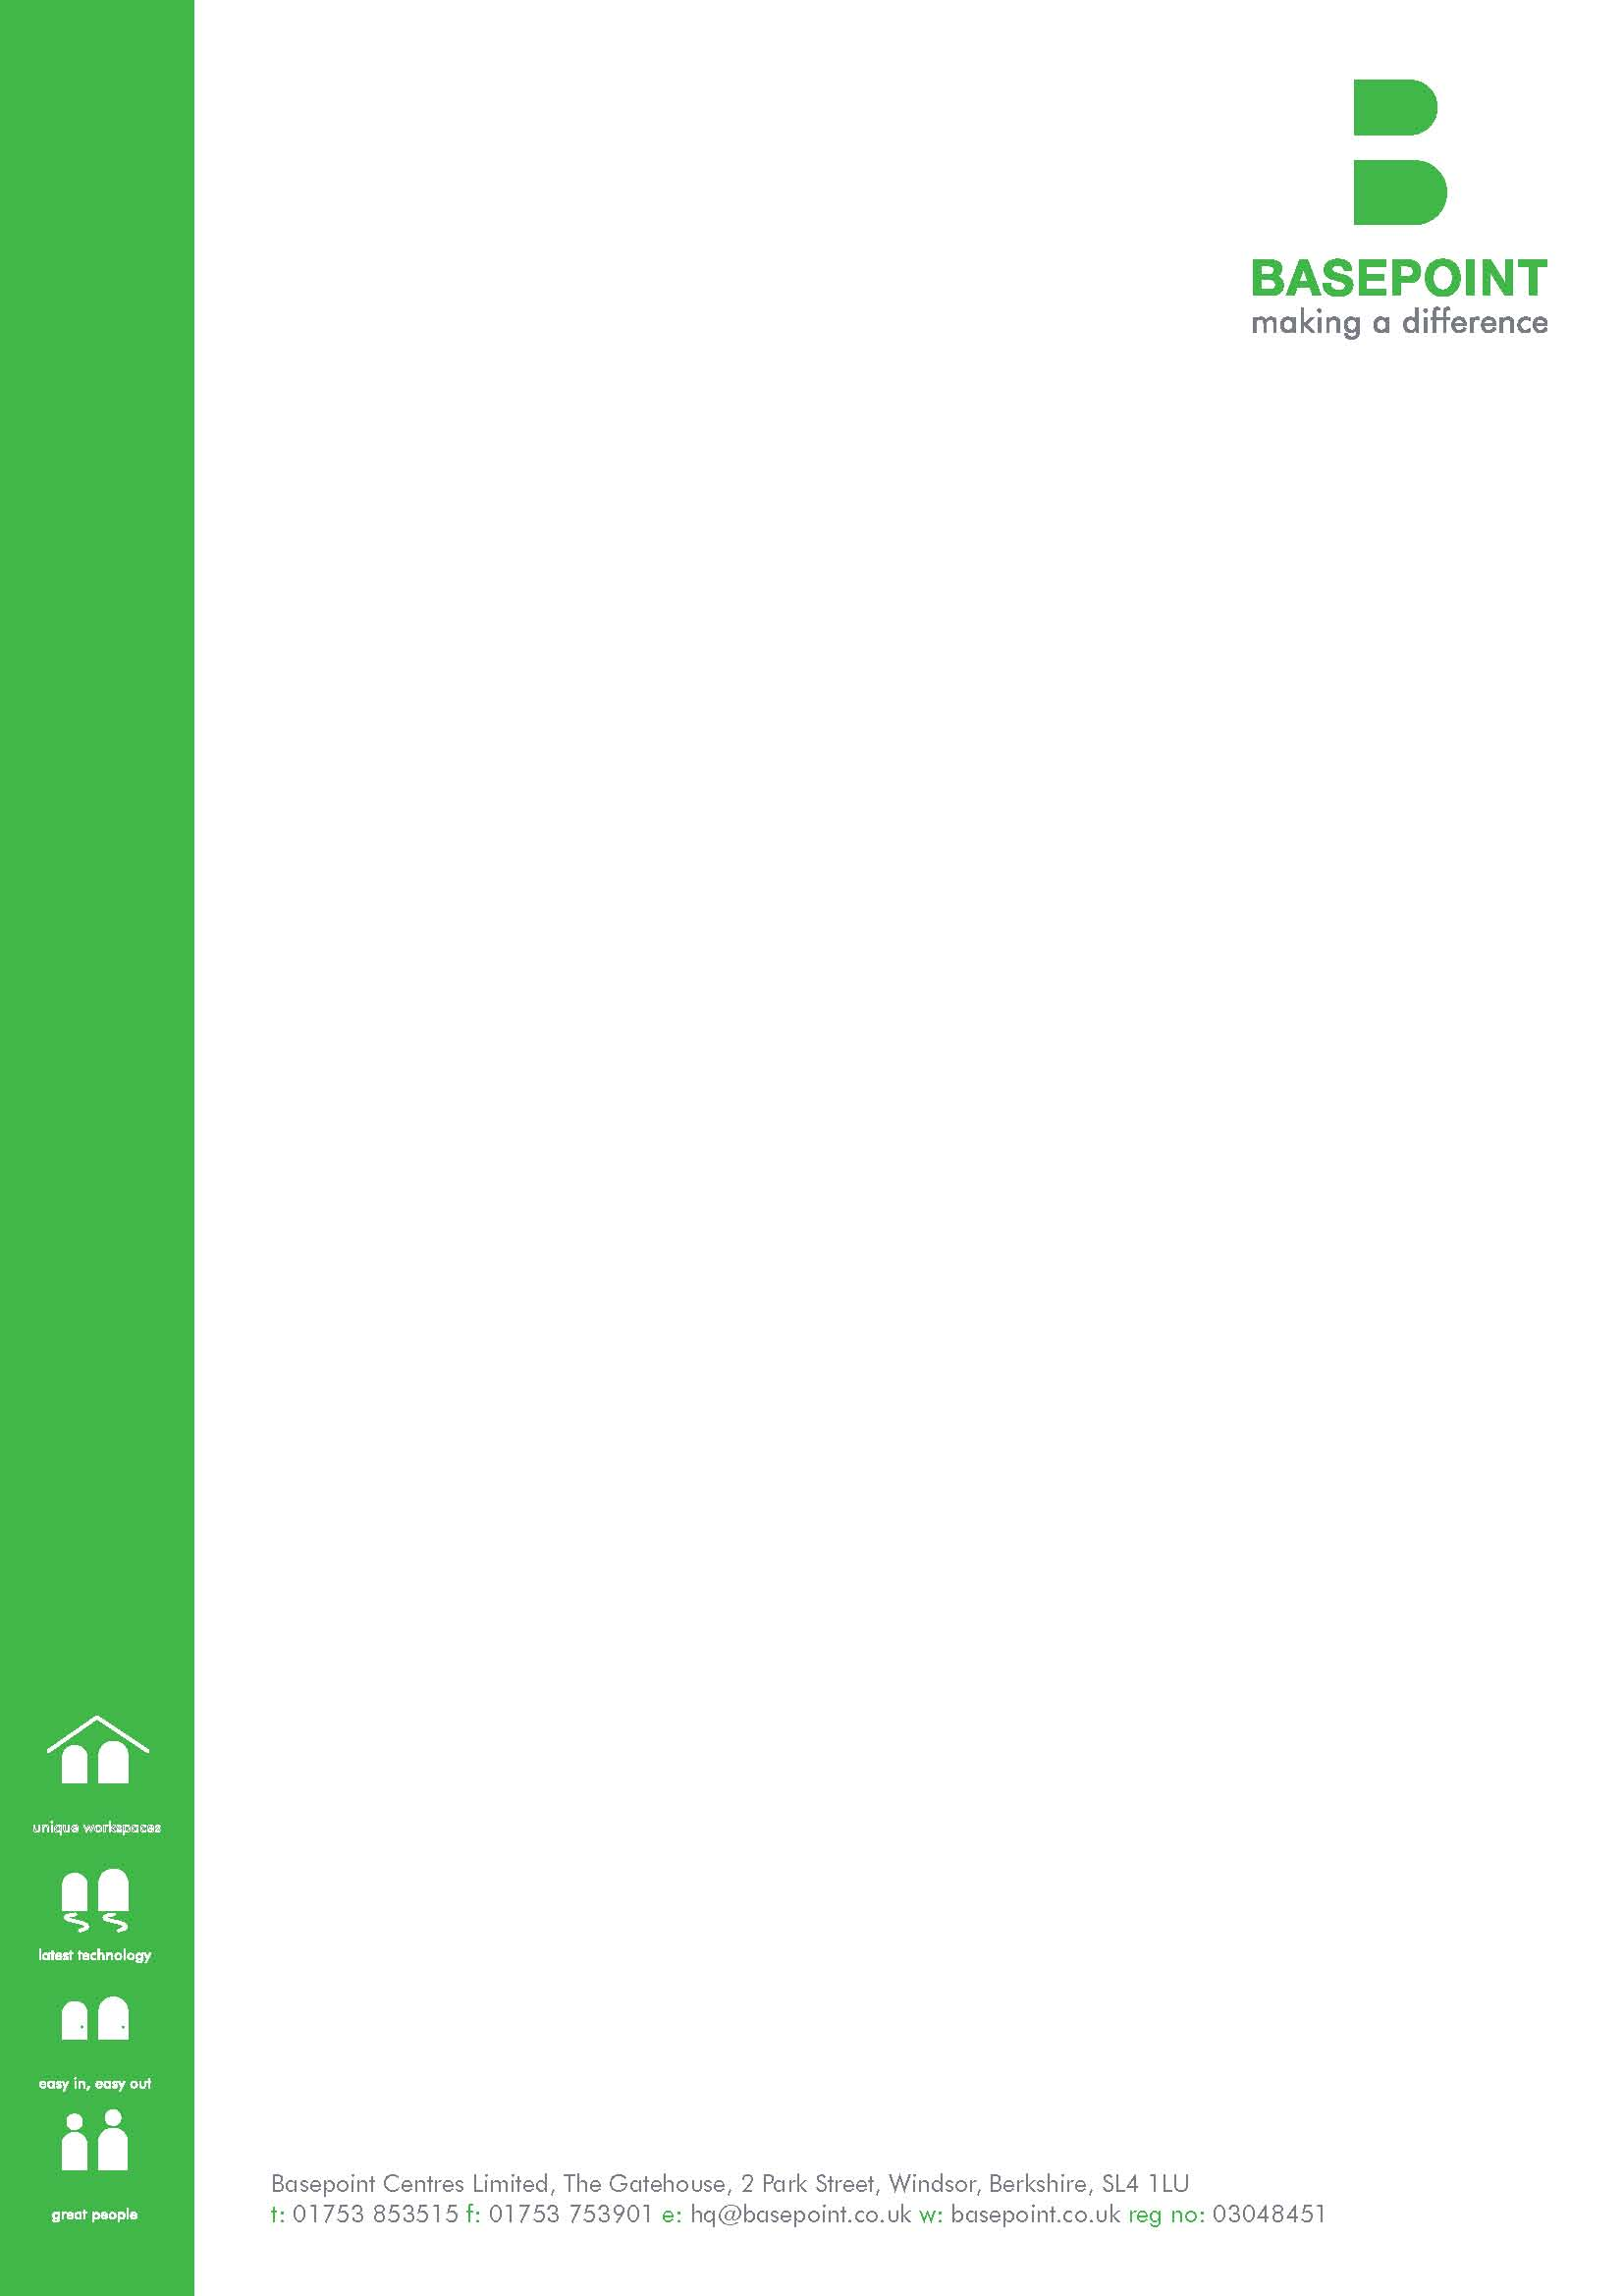 BASEPOINT
making a difference
unique workspaces
latest technology
easy in, easy out
great people
Basepoint Centres Limited, The Gatehouse, 2 Park Street, Windsor, Berkshire, SL4 1LU
t: 01753 853515 f: 01753 753901 e: hq@basepoint.co.uk w: basepoint.co.uk reg no: 03048451